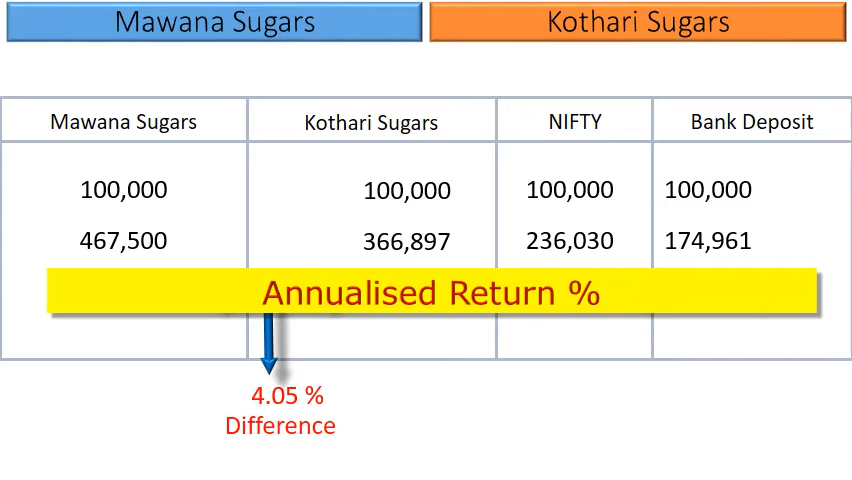 Mawana Sugars
Kothari Sugars
Mawana Sugars Kothari Sugars NIFTY Bank Deposit
100,000 100,000 100,000 100,000
467,500 366,897 236,030 174,961
Annualised Return %
4.05 %
Difference